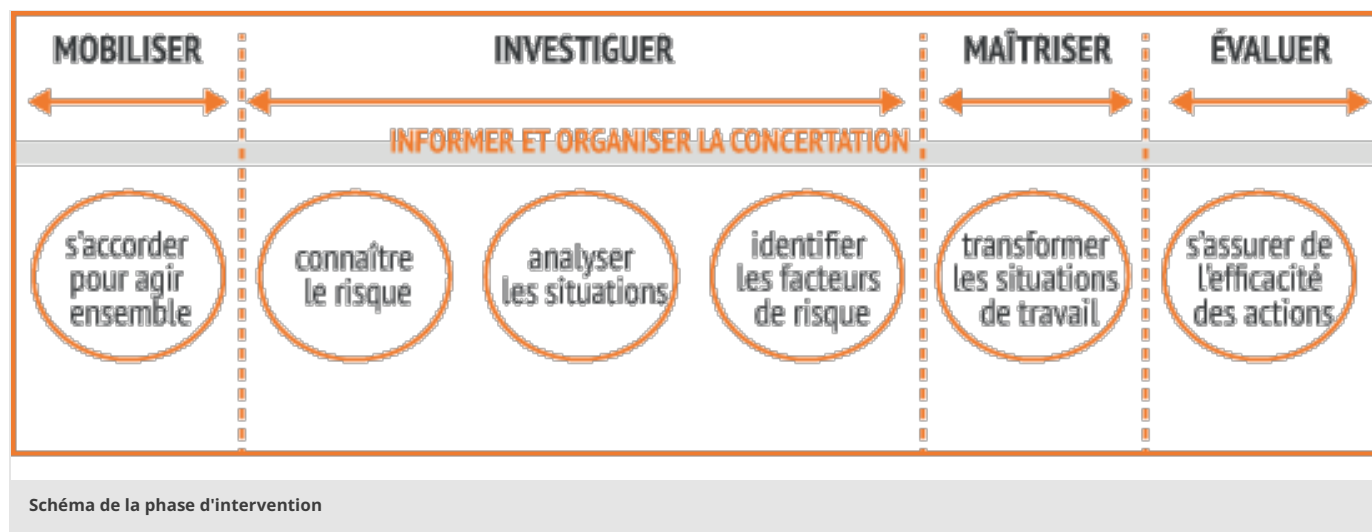 MOBILISER
INVESTIGUER
MAÎTRISER
ÉVALUER
INFORMER ET ORGANISER LA CONCERTATION
s'accorder
pour agir
ensemble
connaître
le risque
analyser
les situations
identifier
les facteurs
de risque
transformer
les situations
de travail
s'assurer de
l'efficacité
des actions
Schéma de la phase d'intervention